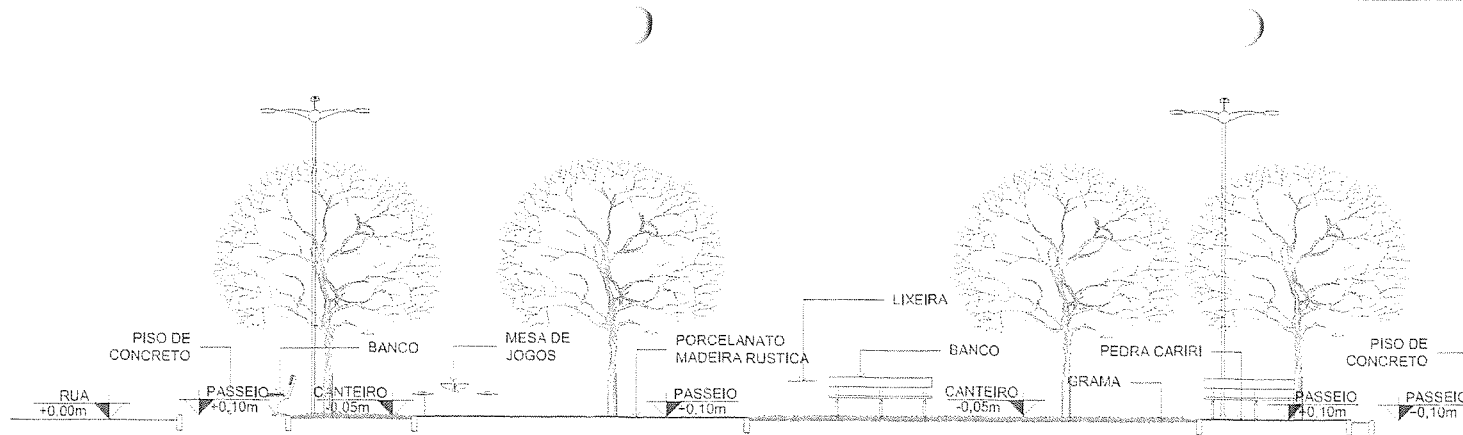 PISO DE
CONCRETO
BANCO
MESA DE
JOGOS
PORCELANATO
MADEIRA RUSTICA
LIXEIRA
BANCO
PEDRA CARIRI
GRAMA
PISO DE
CONCRETO
RUA
+0.00m
PASSEIO
+0,10m
CANTEIRO
-0,05m
PASSEIO
+0,10m
CANTEIRO
-0,05m
PASSEIO
+0,10m
PASSEIO
+0,10m